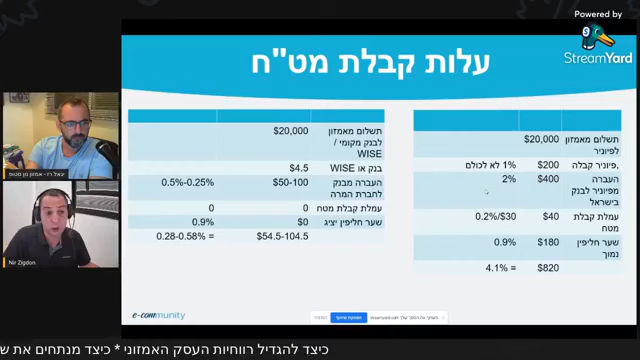 Powered by
StreamYard
עלות קבלת מט"ח
$20,000 תשלום מאמזון
לפיוניר
1% לא לכולם $200 פיוניר קבלה,
2% $400 העברה
מפיוניר לבנק
בישראל
0.2%/$30 $40 עמלת קבלת
מטח
0.9% $180 שער חליפין
נמוך
4.1% = $820
$20,000 תשלום מאמזון
לבנק מקומי /
WISE
$4.5 בנק או WISE
0.5%-0.25% $50-100 העברה מבנק
לחברת המרה
0 0 עמלת קבלת מטח
0.9% $0 שער חליפין יציג
0.28-0.58% = $54.5-104.5
יגאל רז - אמזון נון סטופ
Nir Zigdon
e-community
כיצד להגדיל רווחיות העסק האמזוני * כיצד מנתחים את ש